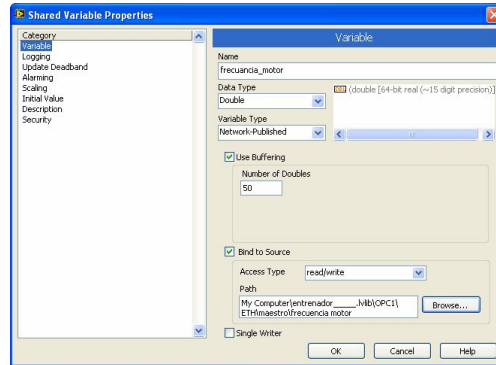 Shared Variable Properties
Category
Variable
Logging
Update Deadband
Alarming
Scaling
Initial Value
Description
Security
Variable
Name
frecuancia_motor
Data Type
Double
(double [64-bit real (~15 digit precision)]
Variable Type
Network-Published
Use Buffering
Number of Doubles
50
Bind to Source
Access Type
read/write
Path
My Computer\entrenador_____.lvlib\OPC1\
ETH\maestro\frecuencia motor
Browse...
Single Writer
OK
Cancel
Help